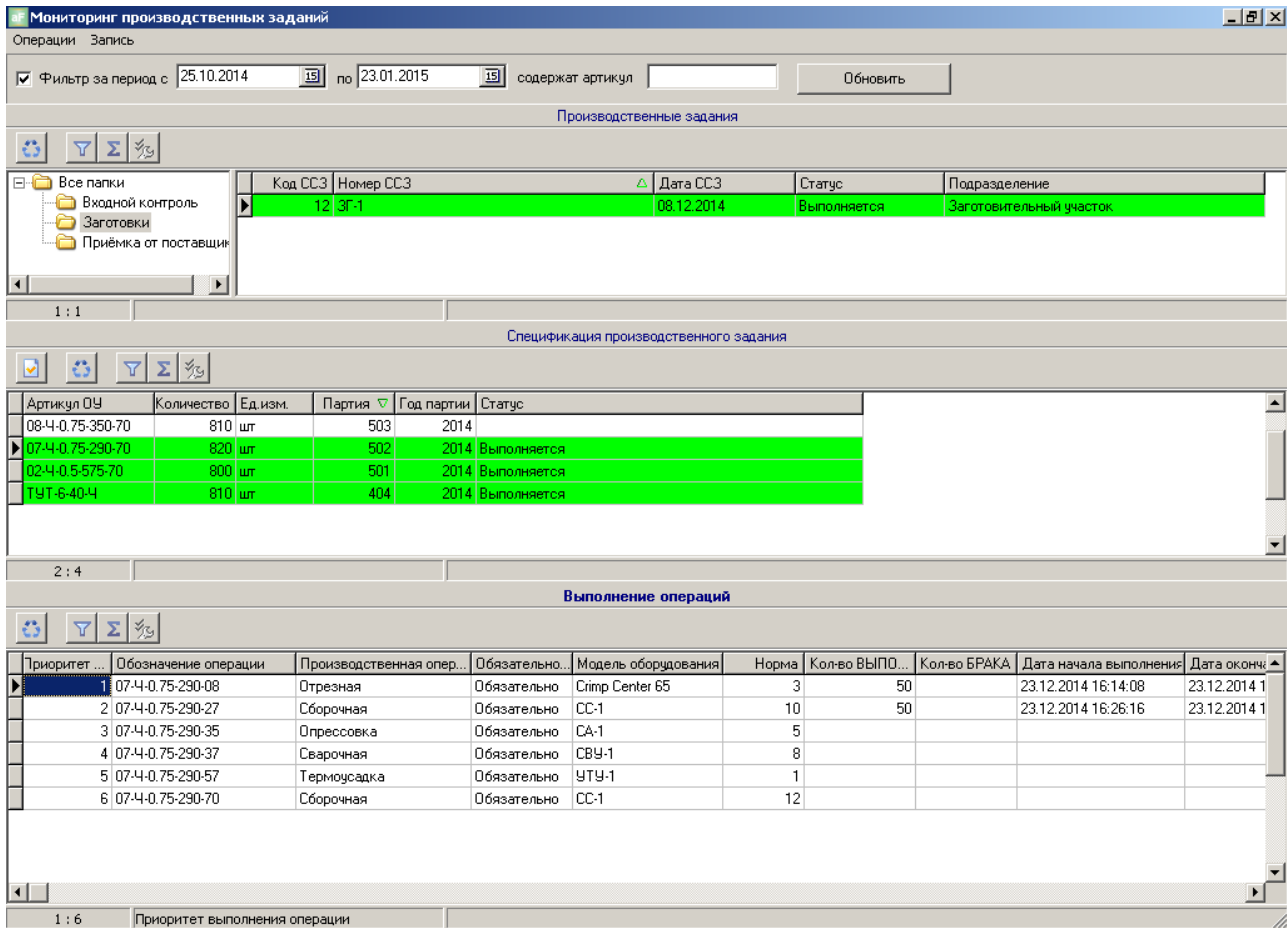 aF Мониторинг производственных заданий
Операции Запись
Фильтр за период с 25.10.2014 15 по 23.01.2015 15 содержат артикул Обновить
Производственные задания
Σ
Все папки
Входной контроль
Заготовки
Приёмка от поставщик
Код ССЗ Номер ССЗ Дата ССЗ Статус Подразделение
12 ЗГ-1 08.12.2014 Выполняется Заготовительный участок
1 : 1
Спецификация производственного задания
Σ
Артикул ОУ Количество Ед.изм. Партия Год партии Статус
08-Ч-0.75-350-70 810 шт 503 2014
07-Ч-0.75-290-70 820 шт 502 2014 Выполняется
02-Ч-0.5-575-70 800 шт 501 2014 Выполняется
ТУТ-6-40-Ч 810 шт 404 2014 Выполняется
2 : 4
Выполнение операций
Σ
Приоритет ... Обозначение операции Производственная опер... Обязательно... Модель оборудования Норма Кол-во ВЫПО... Кол-во БРАКА Дата начала выполнения Дата оконча
1 07-Ч-0.75-290-08 Отрезная Обязательно Crimp Center 65 3 50 23.12.2014 16:14:08 23.12.2014 1
2 07-Ч-0.75-290-27 Сборочная Обязательно СС-1 10 50 23.12.2014 16:26:16 23.12.2014 1
3 07-Ч-0.75-290-35 Опрессовка Обязательно СА-1 5
4 07-Ч-0.75-290-37 Сварочная Обязательно СВУ-1 8
5 07-Ч-0.75-290-57 Термоусадка Обязательно УТУ-1 1
6 07-Ч-0.75-290-70 Сборочная Обязательно СС-1 12
1 : 6 Приоритет выполнения операции